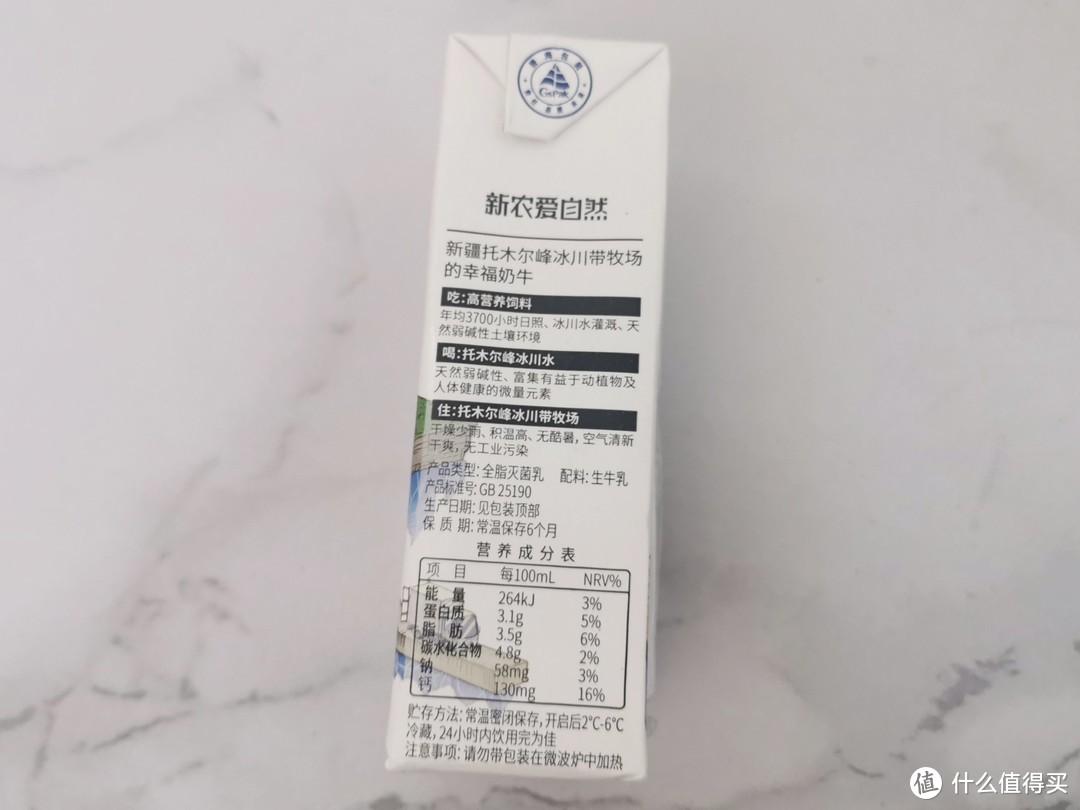 GxPak
新农爱自然
新疆托木尔峰冰川带牧场
的幸福奶牛
吃:高营养饲料
年均3700小时日照、冰川水灌溉、天
然弱碱性土壤环境
喝:托木尔峰冰川水
天然弱碱性、富集有益于动植物及
人体健康的微量元素
住:托木尔峰冰川带牧场
干燥少雨、积温高、无酷暑,空气清新
干爽,无工业污染
产品类型:全脂灭菌乳 配料:生牛乳
产品标准号:GB 25190
生产日期:见包装顶部
保质期:常温保存6个月
营养成分表
项目 每100mL NRV%
能量 264kJ 3%
蛋白质 3.1g 5%
脂肪 3.5g 6%
碳水化合物 4.8g 2%
钠 58mg 3%
钙 130mg 16%
贮存方法:常温密闭保存,开启后2℃-6℃
冷藏,24小时内饮用完为佳
注意事项:请勿带包装在微波炉中加热
值 什么值得买